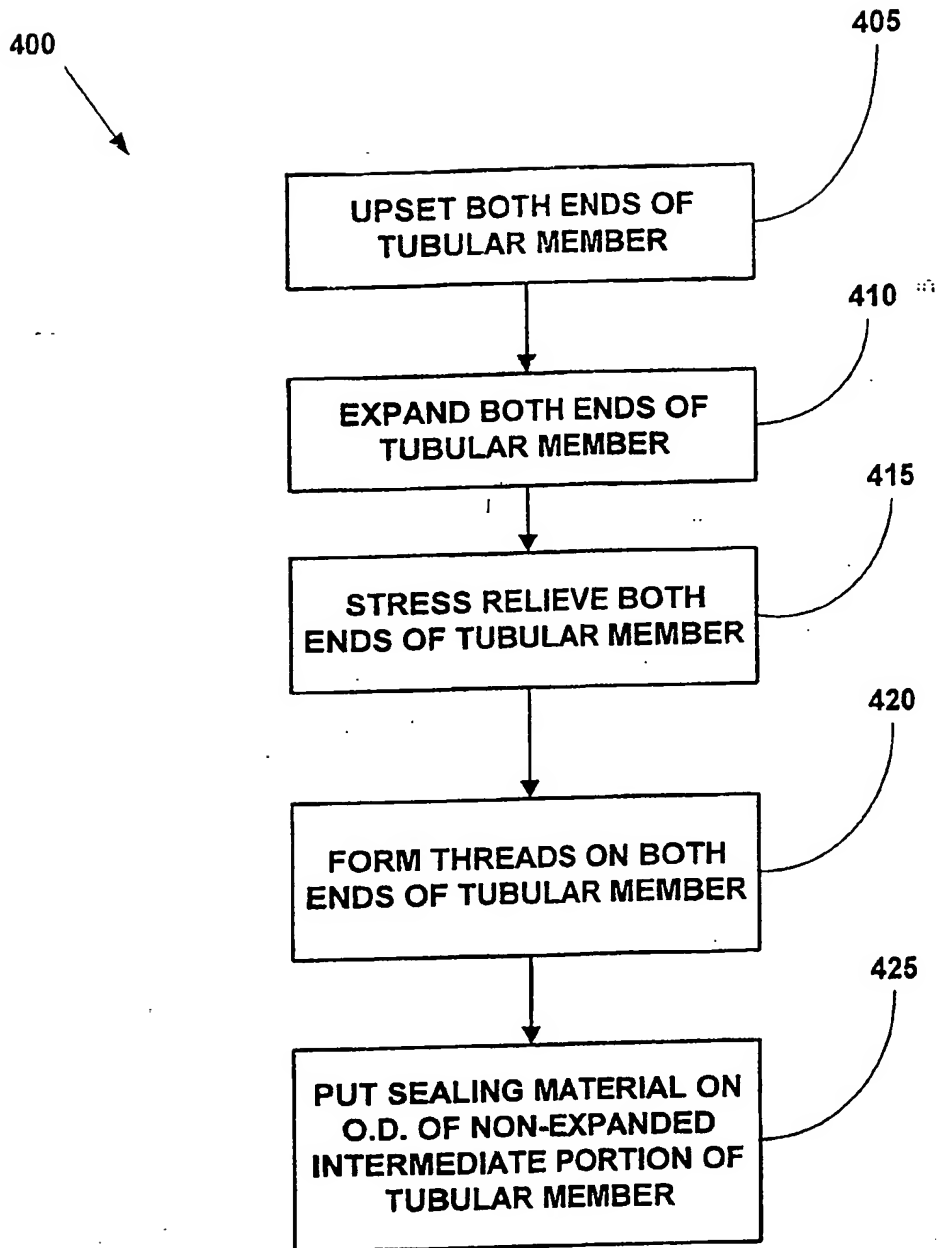 400
405
UPSET BOTH ENDS OF
TUBULAR MEMBER
410
EXPAND BOTH ENDS OF
TUBULAR MEMBER
415
STRESS RELIEVE BOTH
ENDS OF TUBULAR MEMBER
420
FORM THREADS ON BOTH
ENDS OF TUBULAR MEMBER
425
PUT SEALING MATERIAL ON
O.D. OF NON-EXPANDED
INTERMEDIATE PORTION OF
TUBULAR MEMBER